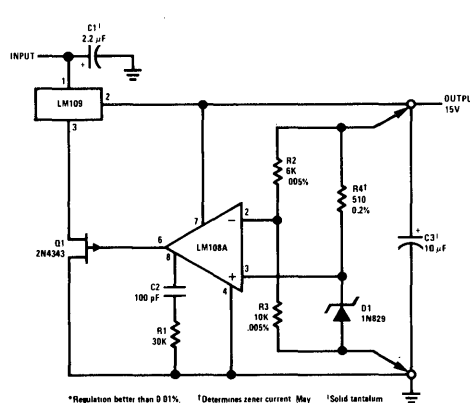 C1†
2.2 μF
+
INPUT
1
LM109
2
3
OUTPU
15V
R2
6K
.005%
R4†
510
0.2%
7
2
−
Q1
2N4343
6
LM108A
8
+
3
4
+
C3†
10 μF
C2
100 pF
R3
10K
.005%
D1
1N829
R1
30K
*Regulation better than 0.01%,
†Determines zener current May
‡Solid tantalum